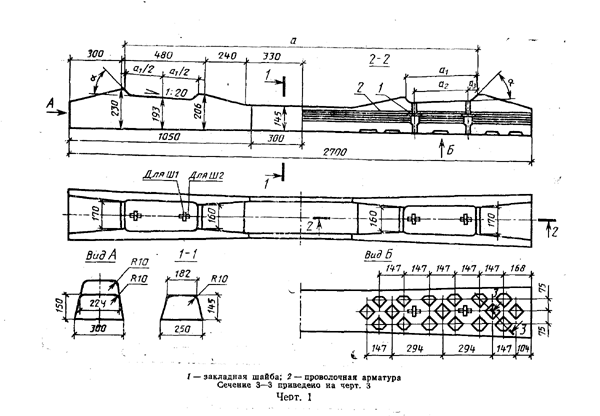 a
300 480 240 330
2-2
a₁/2 a₁/2
1
a₁
a₂
2 1
1:20
А
230 193 206 145
Б
1050 300
2700
1
Для Ш1 Для Ш2
170 160 2 160 170 2
Вид А 1-1 Вид Б
R10 R10
182 R10
147 147 147 147 147 168
150 224 145
300 250
75
75
3
147 294 294 147 104
1 — закладная шайба; 2 — проволочная арматура
Сечение 3—3 приведено на черт. 3
Черт. 1